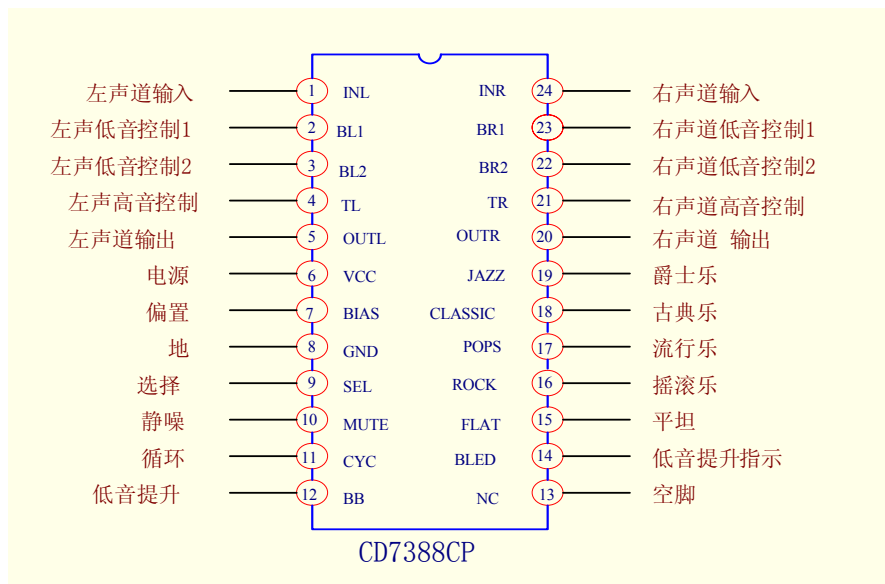 左声道输入 1 INL INR 24 右声道输入
左声低音控制1 2 BL1 BR1 23 右声道低音控制1
左声低音控制2 3 BL2 BR2 22 右声道低音控制2
左声高音控制 4 TL TR 21 右声道高音控制
左声道输出 5 OUTL OUTR 20 右声道 输出
电源 6 VCC JAZZ 19 爵士乐
偏置 7 BIAS CLASSIC 18 古典乐
地 8 GND POPS 17 流行乐
选择 9 SEL ROCK 16 摇滚乐
静噪 10 MUTE FLAT 15 平坦
循环 11 CYC BLED 14 低音提升指示
低音提升 12 BB NC 13 空脚
CD7388CP